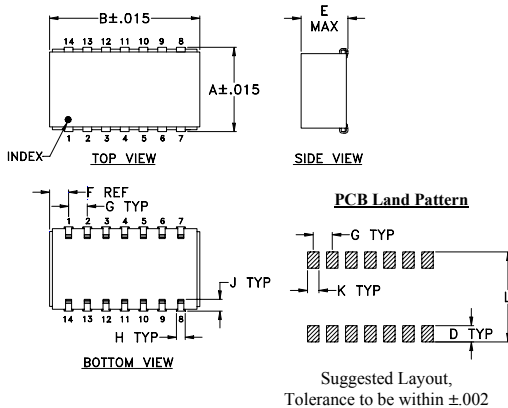 B±.015
E
MAX
14 13 12 11 10 9 8
A±.015
1 2 3 4 5 6 7
INDEX
TOP VIEW
SIDE VIEW
F REF
G TYP
1 2 3 4 5 6 7
J TYP
14 13 12 11 10 9 8
H TYP
BOTTOM VIEW
PCB Land Pattern
G TYP
K TYP
L
D TYP
Suggested Layout,
Tolerance to be within ±.002